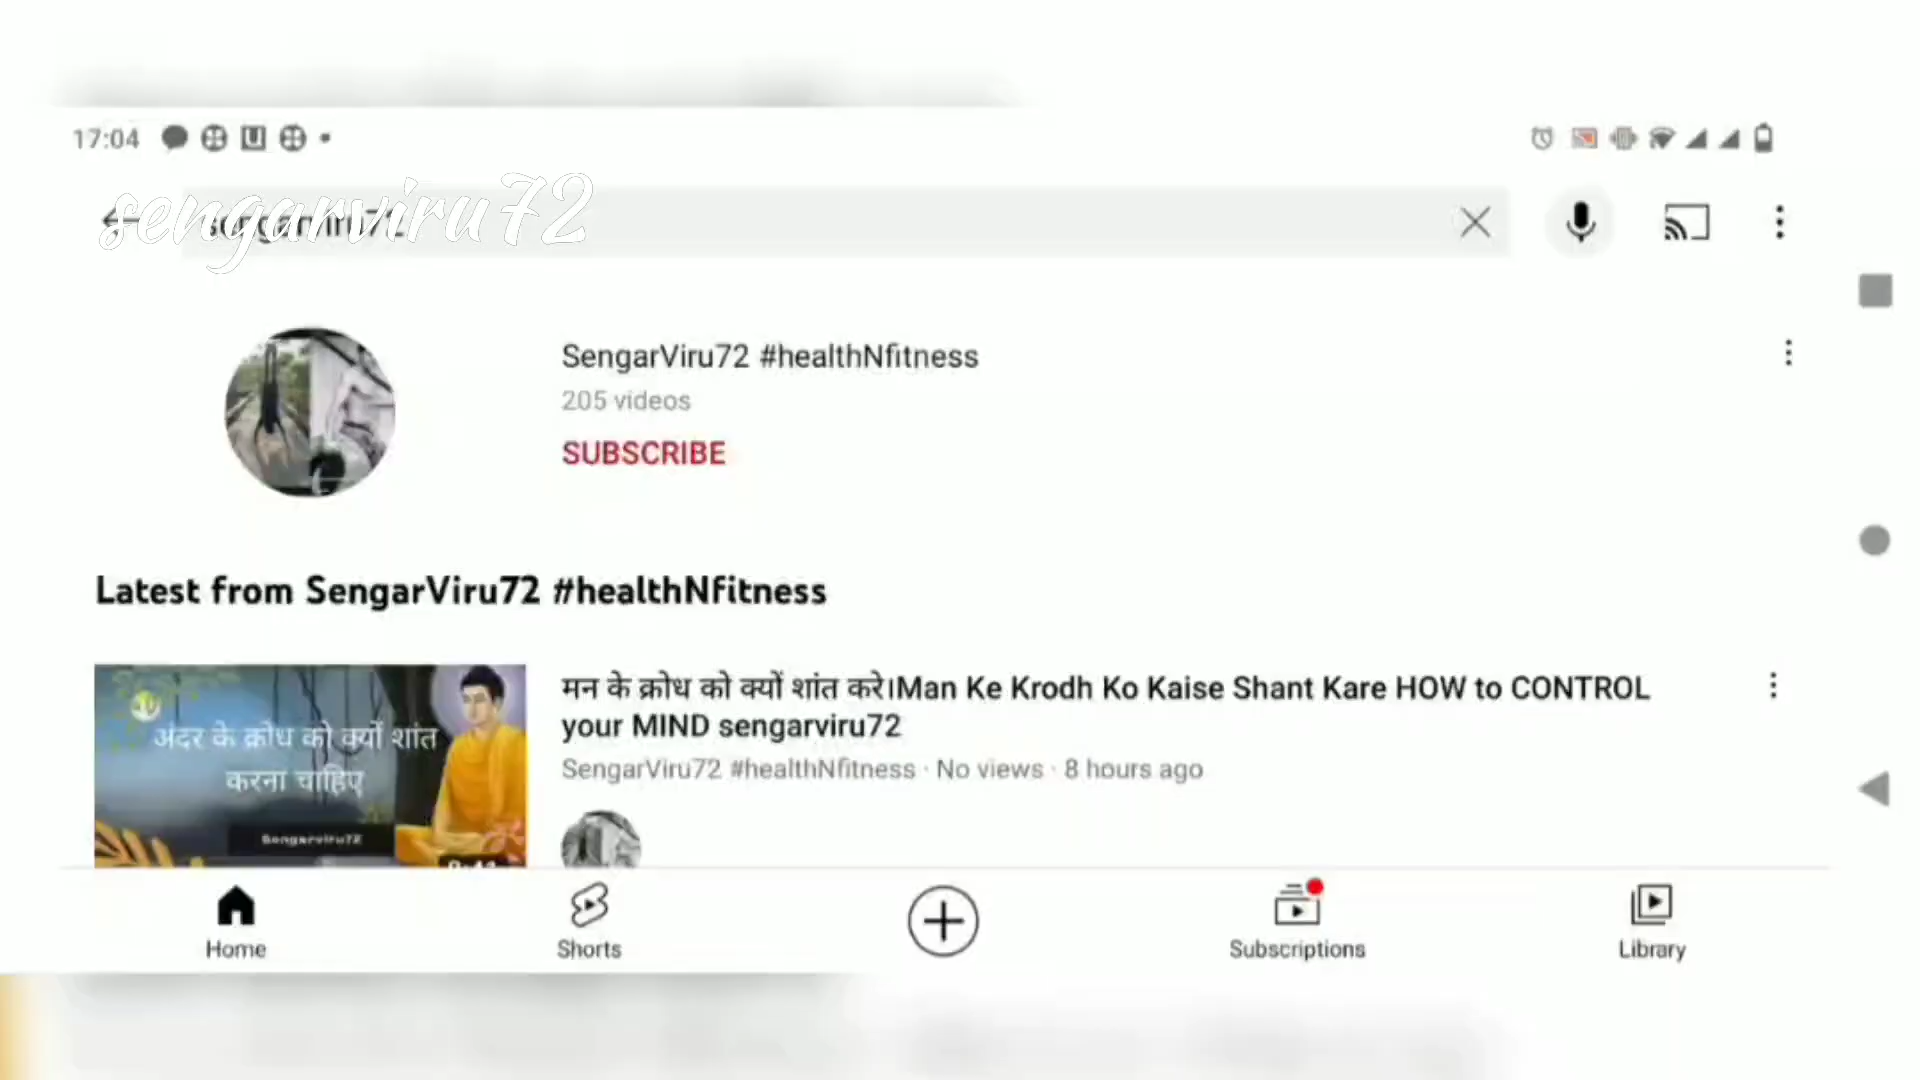 17:04
sengarviru72
sengarviru72
SengarViru72 #healthNfitness
205 videos
SUBSCRIBE
Latest from SengarViru72 #healthNfitness
अंदर के क्रोध को क्यों शांत
करना चाहिए
Sengarviru72
मन के क्रोध को क्यों शांत करे।Man Ke Krodh Ko Kaise Shant Kare HOW to CONTROL
your MIND sengarviru72
SengarViru72 #healthNfitness · No views · 8 hours ago
Home
Shorts
Subscriptions
Library